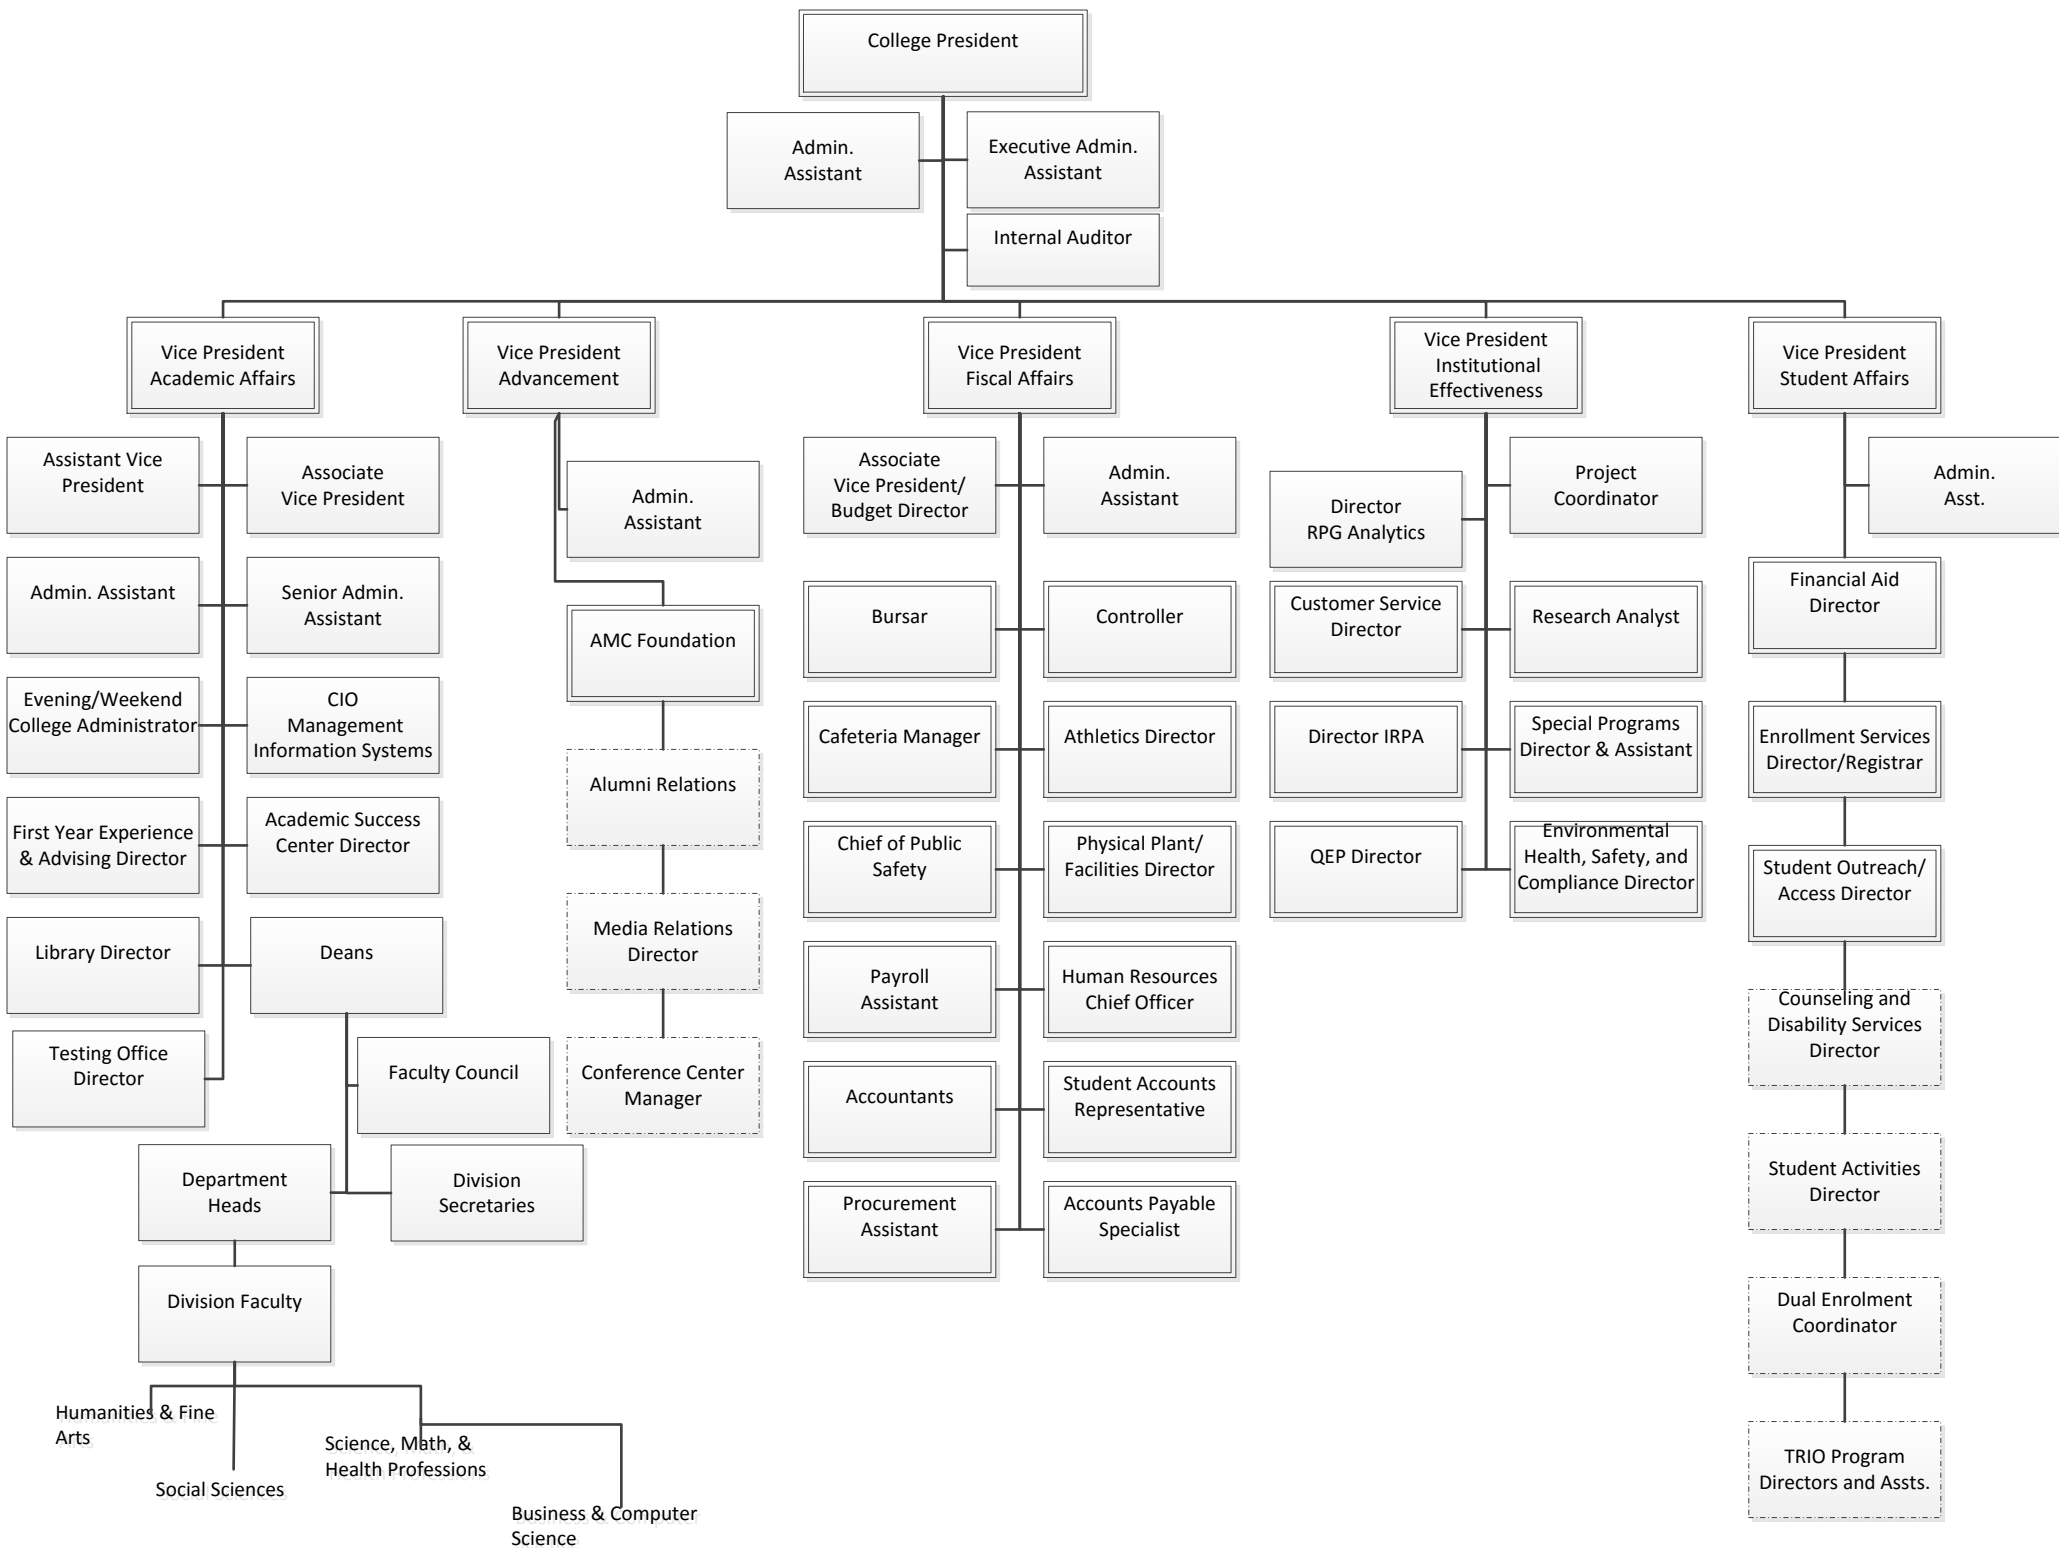 College President
Admin.
Assistant
Executive Admin.
Assistant
Internal Auditor
Vice President
Academic Affairs
Vice President
Advancement
Vice President
Fiscal Affairs
Vice President
Institutional
Effectiveness
Vice President
Student Affairs
Assistant Vice
President
Associate
Vice President
Admin. Assistant
Senior Admin.
Assistant
Evening/Weekend
College Administrator
CIO
Management
Information Systems
First Year Experience
& Advising Director
Academic Success
Center Director
Library Director
Deans
Testing Office
Director
Faculty Council
Department
Heads
Division
Secretaries
Division Faculty
Humanities & Fine
Arts
Social Sciences
Science, Math, &
Health Professions
Business & Computer
Science
Admin.
Assistant
AMC Foundation
Alumni Relations
Media Relations
Director
Conference Center
Manager
Associate
Vice President/
Budget Director
Admin.
Assistant
Bursar
Controller
Cafeteria Manager
Athletics Director
Chief of Public
Safety
Physical Plant/
Facilities Director
Payroll
Assistant
Human Resources
Chief Officer
Accountants
Student Accounts
Representative
Procurement
Assistant
Accounts Payable
Specialist
Director
RPG Analytics
Project
Coordinator
Customer Service
Director
Research Analyst
Director IRPA
Special Programs
Director & Assistant
QEP Director
Environmental
Health, Safety, and
Compliance Director
Admin.
Asst.
Financial Aid
Director
Enrollment Services
Director/Registrar
Student Outreach/
Access Director
Counseling and
Disability Services
Director
Student Activities
Director
Dual Enrolment
Coordinator
TRIO Program
Directors and Assts.